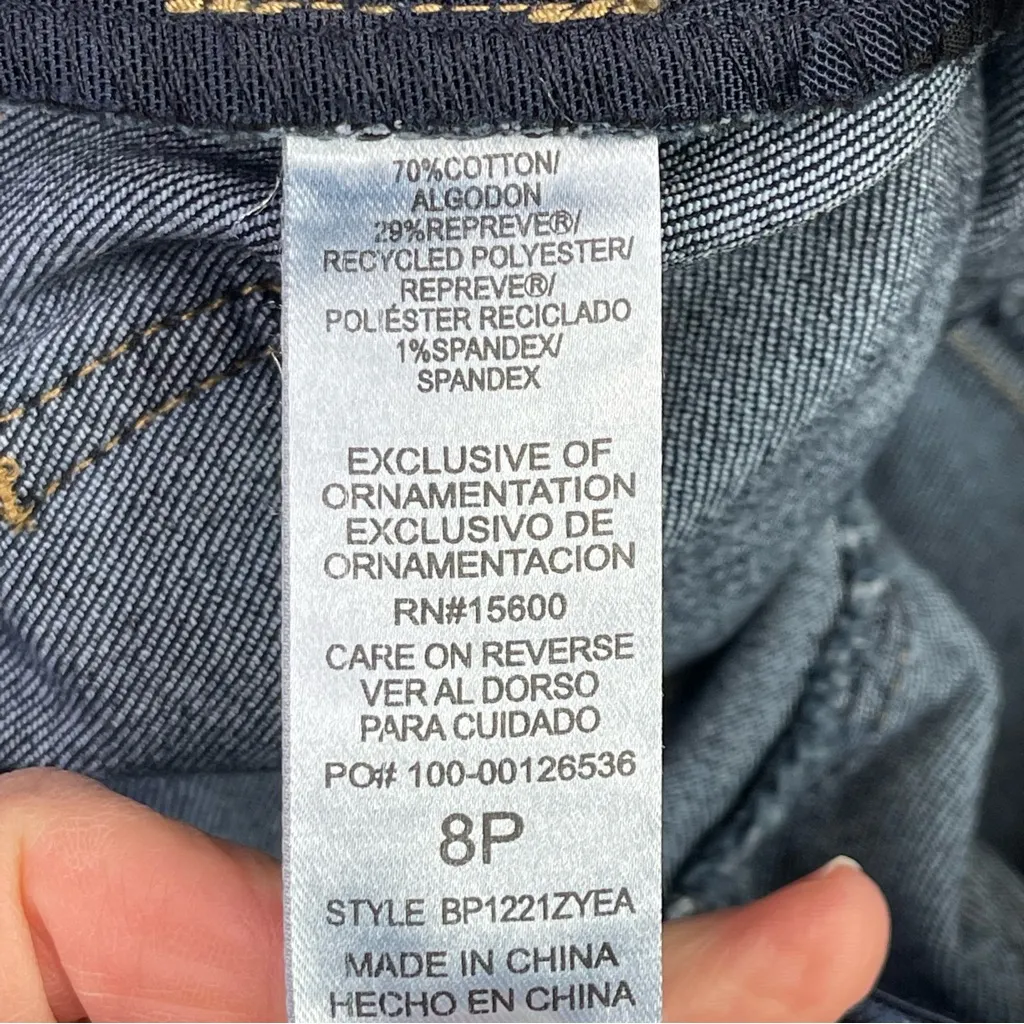 70%COTTON/
ALGODON
29%REPREVE®/
RECYCLED POLYESTER/
REPREVE®/
POLIÉSTER RECICLADO
1%SPANDEX/
SPANDEX
EXCLUSIVE OF
ORNAMENTATION
EXCLUSIVO DE
ORNAMENTACION
RN#15600
CARE ON REVERSE
VER AL DORSO
PARA CUIDADO
PO# 100-00126536
8P
STYLE BP1221ZYEA
MADE IN CHINA
HECHO EN CHINA